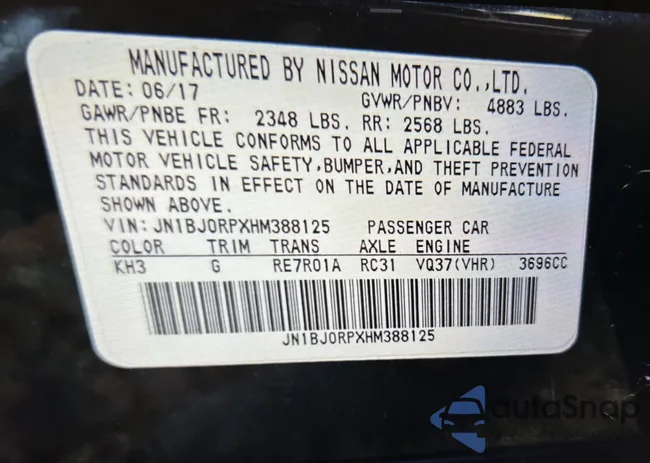 MANUFACTURED BY NISSAN MOTOR CO.,LTD.
DATE: 06/17 GVWR/PNBV: 4883 LBS.
GAWR/PNBE FR: 2348 LBS. RR: 2568 LBS.
THIS VEHICLE CONFORMS TO ALL APPLICABLE FEDERAL
MOTOR VEHICLE SAFETY,BUMPER,AND THEFT PREVENTION
STANDARDS IN EFFECT ON THE DATE OF MANUFACTURE
SHOWN ABOVE.
VIN: JN1BJ0RPXHM388125 PASSENGER CAR
COLOR TRIM TRANS AXLE ENGINE
KH3 G RE7R01A RC31 VQ37(VHR) 3696CC
JN1BJ0RPXHM388125
autoSnap